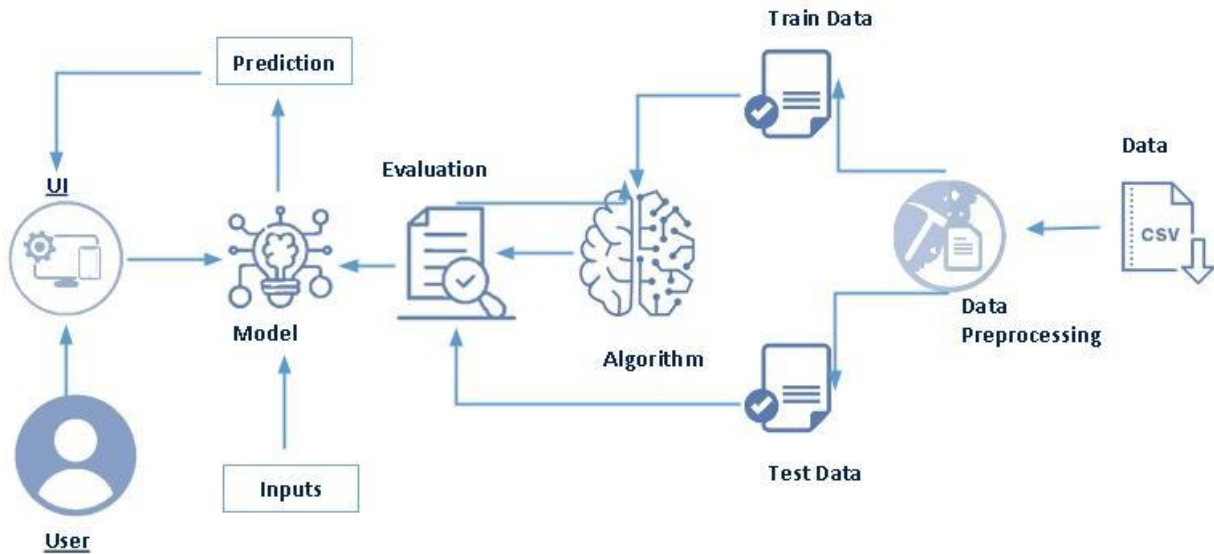 Train Data
Prediction
Data
Evaluation
UI
CSV
Data
Preprocessing
Model
Algorithm
Test Data
Inputs
User